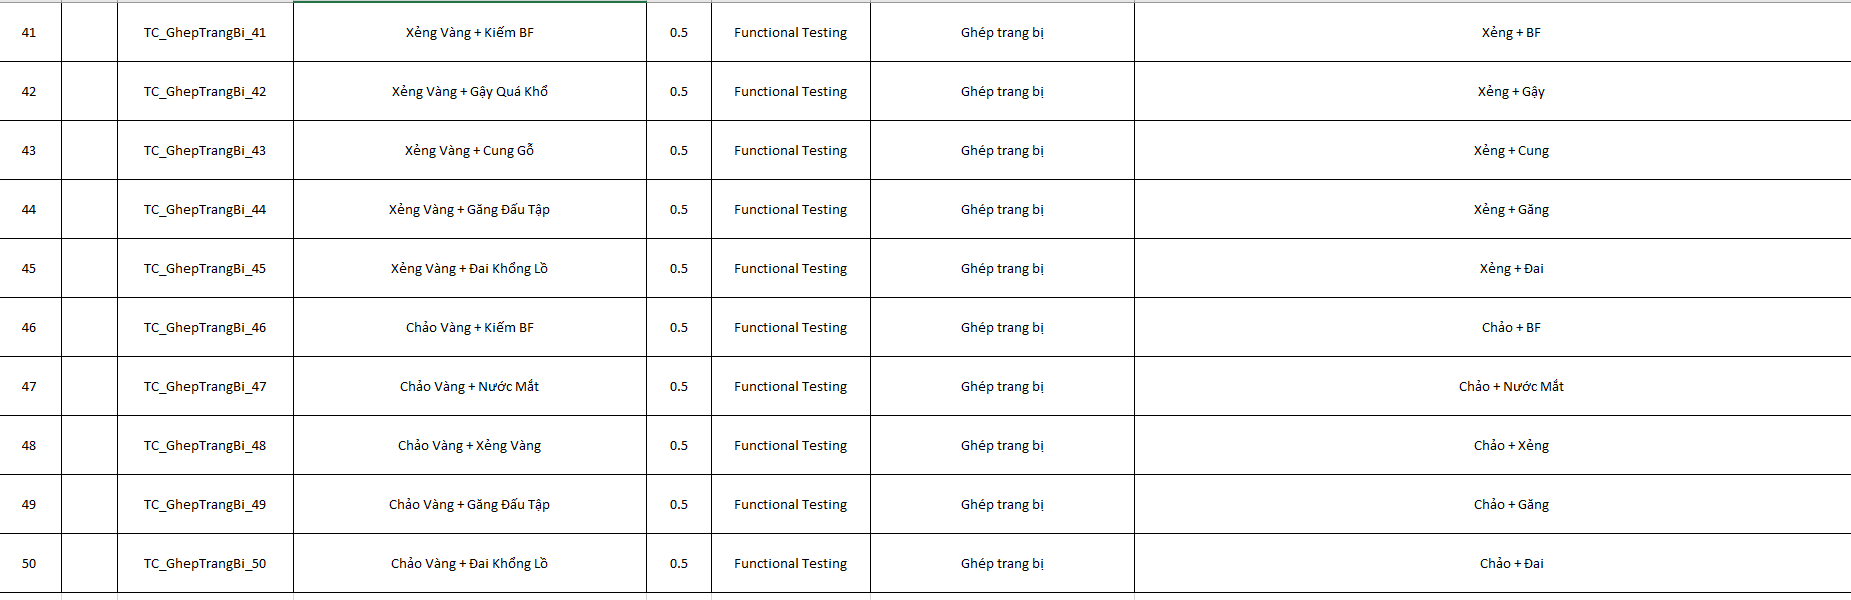 41 TC_GhepTrangBi_41 Xẻng Vàng + Kiếm BF 0.5 Functional Testing Ghép trang bị Xẻng + BF
42 TC_GhepTrangBi_42 Xẻng Vàng + Gậy Quá Khổ 0.5 Functional Testing Ghép trang bị Xẻng + Gậy
43 TC_GhepTrangBi_43 Xẻng Vàng + Cung Gỗ 0.5 Functional Testing Ghép trang bị Xẻng + Cung
44 TC_GhepTrangBi_44 Xẻng Vàng + Găng Đấu Tập 0.5 Functional Testing Ghép trang bị Xẻng + Găng
45 TC_GhepTrangBi_45 Xẻng Vàng + Đai Khổng Lồ 0.5 Functional Testing Ghép trang bị Xẻng + Đai
46 TC_GhepTrangBi_46 Chảo Vàng + Kiếm BF 0.5 Functional Testing Ghép trang bị Chảo + BF
47 TC_GhepTrangBi_47 Chảo Vàng + Nước Mắt 0.5 Functional Testing Ghép trang bị Chảo + Nước Mắt
48 TC_GhepTrangBi_48 Chảo Vàng + Xẻng Vàng 0.5 Functional Testing Ghép trang bị Chảo + Xẻng
49 TC_GhepTrangBi_49 Chảo Vàng + Găng Đấu Tập 0.5 Functional Testing Ghép trang bị Chảo + Găng
50 TC_GhepTrangBi_50 Chảo Vàng + Đai Khổng Lồ 0.5 Functional Testing Ghép trang bị Chảo + Đai